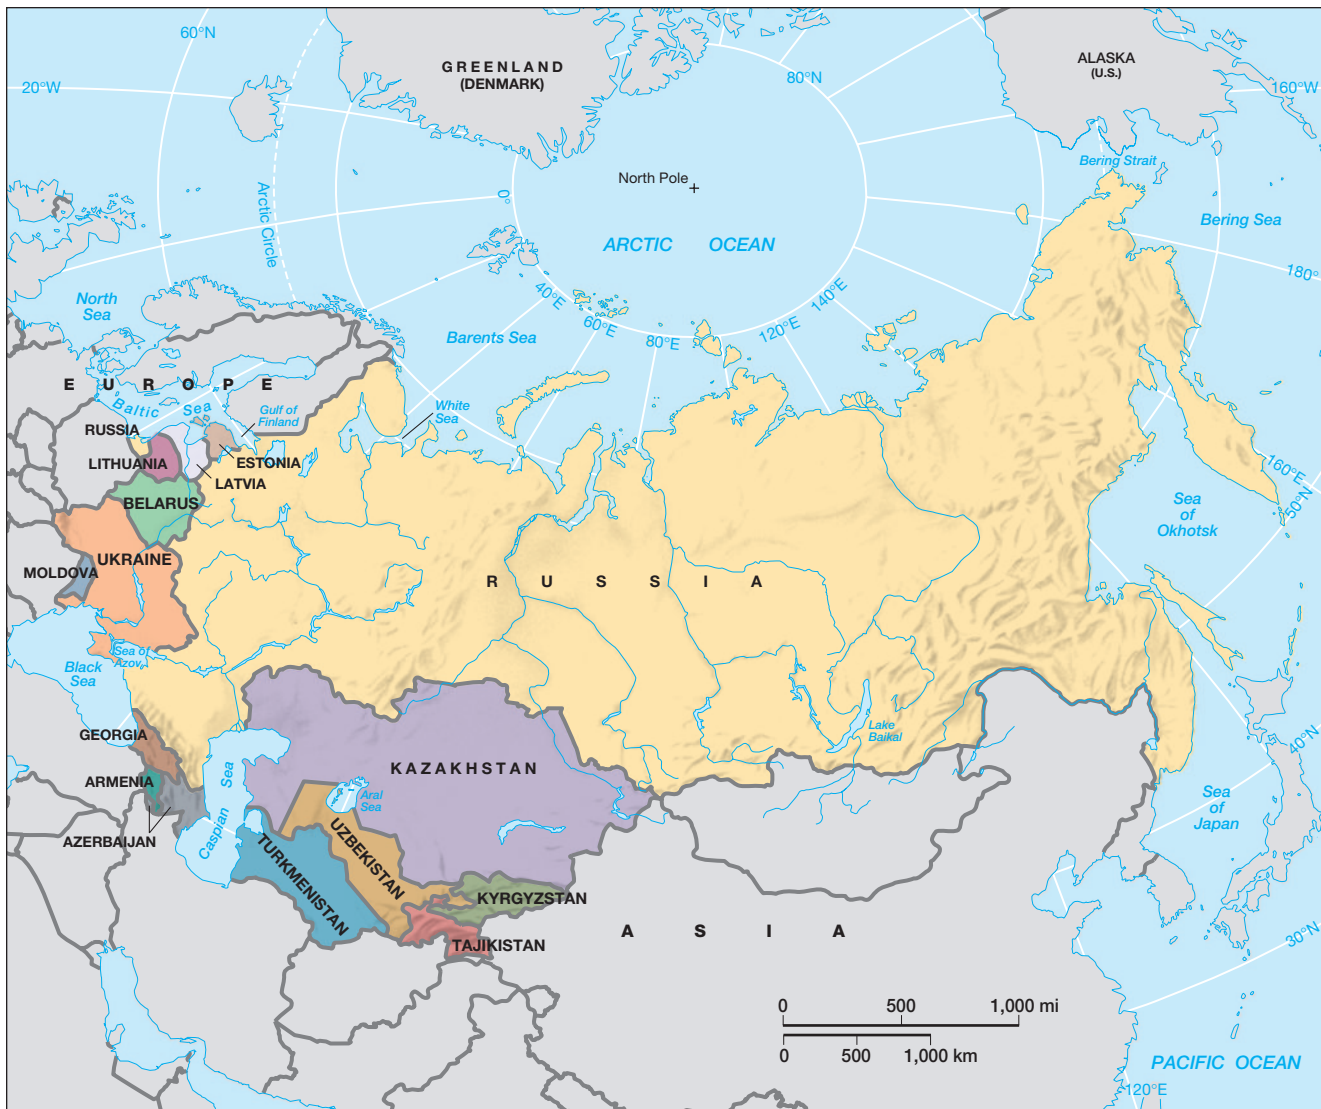 60°N
GREENLAND
(DENMARK)
80°N
ALASKA
(U.S.)
20°W
160°W
Bering Strait
North Pole
Arctic Circle
0°
Bering Sea
ARCTIC OCEAN
180°
North
Sea
40°E
60°E
80°E
120°E
140°E
Barents Sea
EUROPE
Baltic Sea
Gulf of
Finland
White
Sea
RUSSIA
LITHUANIA
ESTONIA
LATVIA
160°E
50°N
BELARUS
Sea
of
Okhotsk
UKRAINE
MOLDOVA
RUSSIA
Sea of
Azov
Black
Sea
GEORGIA
Lake
Baikal
40°N
KAZAKHSTAN
ARMENIA
Caspian Sea
Aral
Sea
Sea
of
Japan
AZERBAIJAN
TURKMENISTAN
UZBEKISTAN
KYRGYZSTAN
TAJIKISTAN
ASIA
30°N
0 500 1,000 mi
0 500 1,000 km
PACIFIC OCEAN
120°E